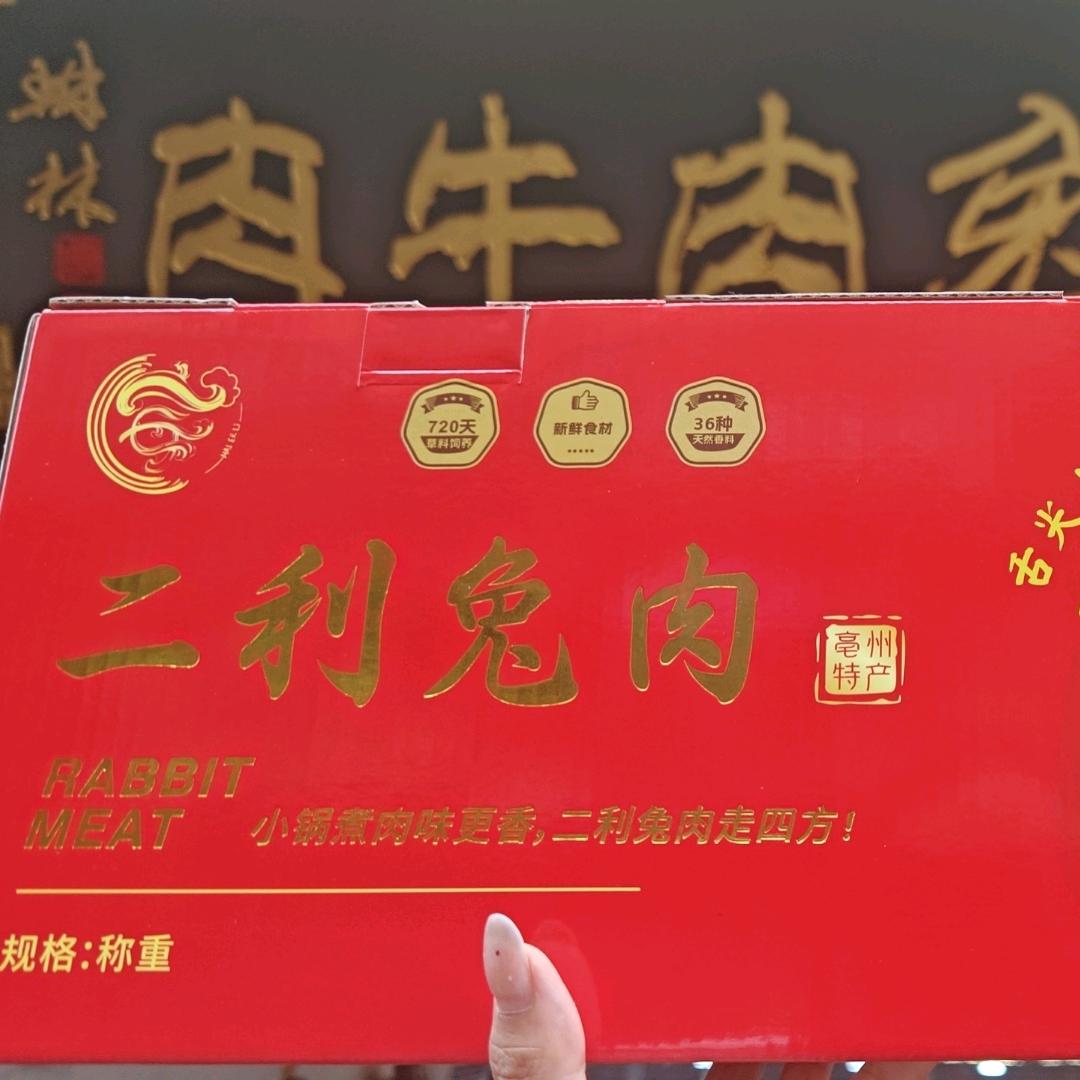 肉牛肉
720天
草料饲养
新鲜食材
36种
天然香料
舌尖
二利兔肉
亳州
特产
RABBIT
MEAT
小锅煮肉味更香,二利兔肉走四方!
规格:称重